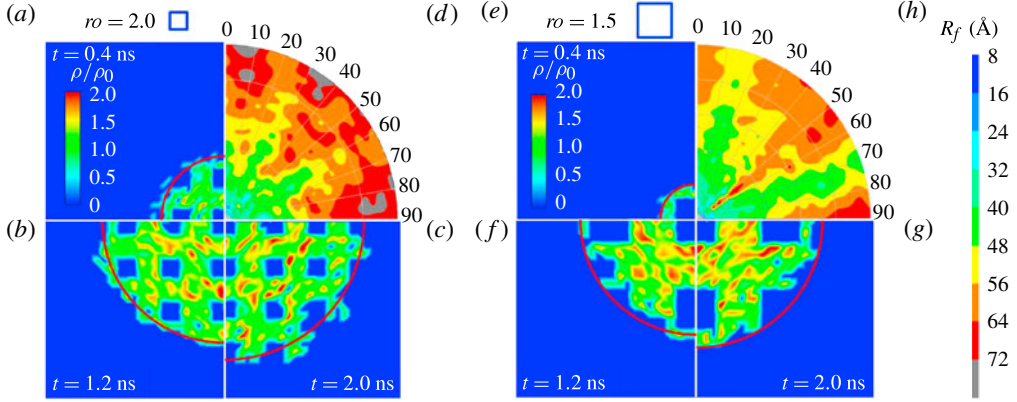 (a)
ro = 2.0
(d)
(e)
ro = 1.5
(h)
R_f (Å)
t = 0.4 ns
ρ/ρ₀
2.0
1.5
1.0
0.5
0
0
10
20
30
40
50
60
70
80
90
t = 0.4 ns
ρ/ρ₀
2.0
1.5
1.0
0.5
0
0
10
20
30
40
50
60
70
80
90
8
16
24
32
40
48
56
64
72
(b)
(c)
(f)
(g)
t = 1.2 ns
t = 2.0 ns
t = 1.2 ns
t = 2.0 ns